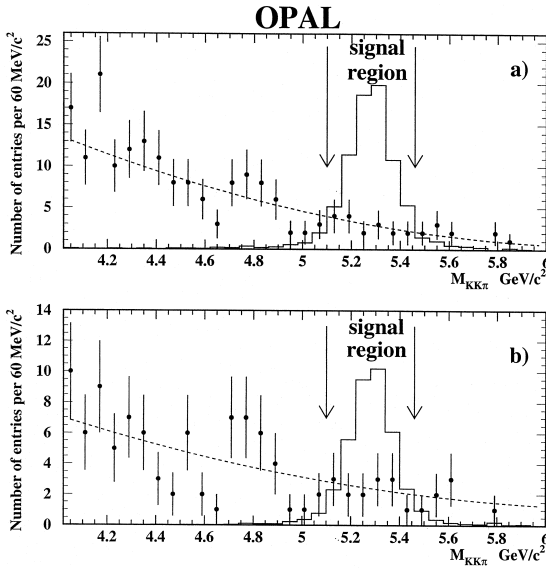 OPAL
Number of entries per 60 MeV/c²
25
20
15
10
5
0
signal
region
a)
4.2 4.4 4.6 4.8 5 5.2 5.4 5.6 5.8 6
M_KKπ GeV/c²
Number of entries per 60 MeV/c²
14
12
10
8
6
4
2
0
signal
region
b)
4.2 4.4 4.6 4.8 5 5.2 5.4 5.6 5.8 6
M_KKπ GeV/c²